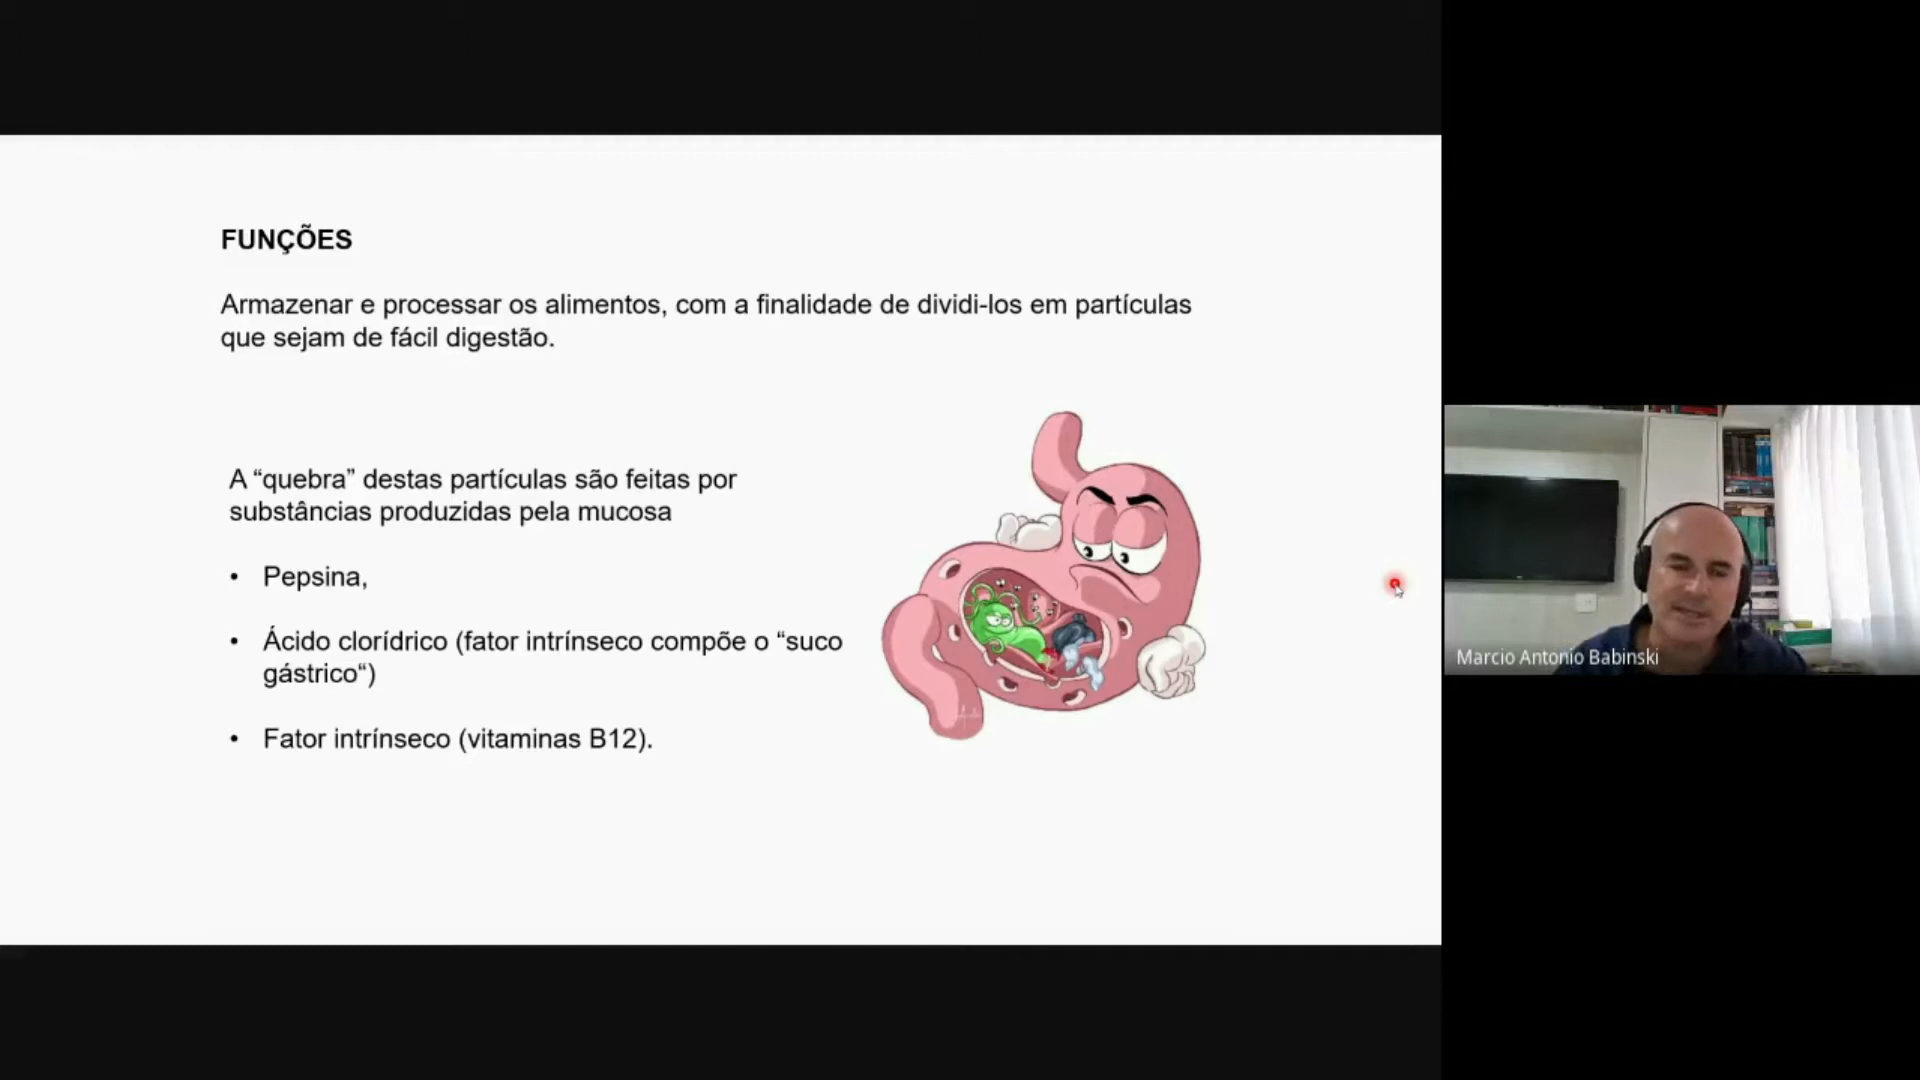 FUNÇÕES
Armazenar e processar os alimentos, com a finalidade de dividi-los em partículas
que sejam de fácil digestão.
A “quebra” destas partículas são feitas por
substâncias produzidas pela mucosa
• Pepsina,
• Ácido clorídrico (fator intrínseco compõe o “suco
gástrico“)
• Fator intrínseco (vitaminas B12).
Marcio Antonio Babinski